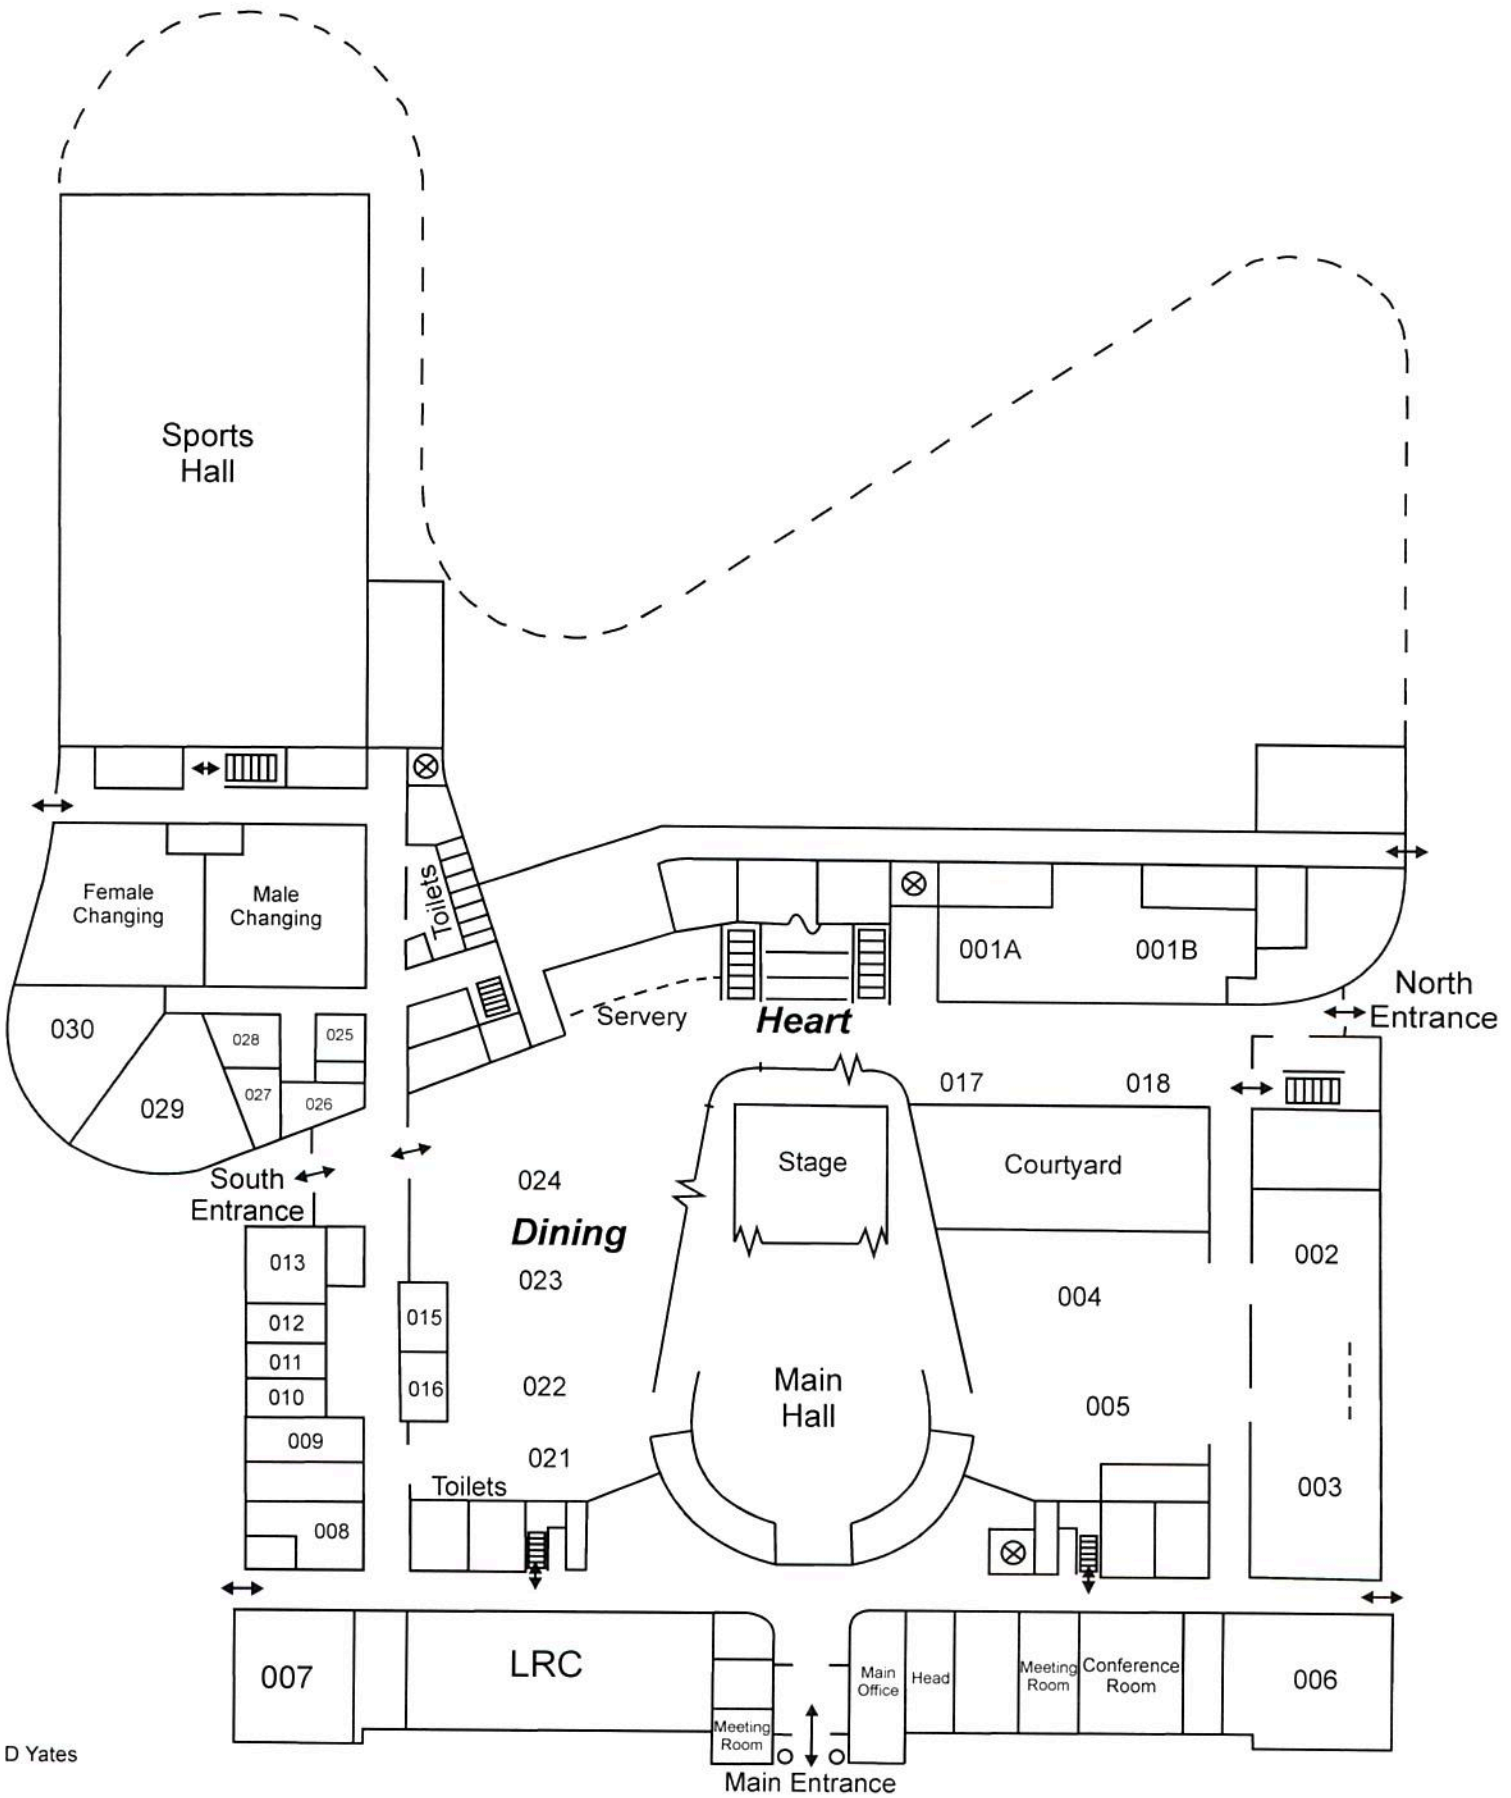 Sports
Hall
Female
Changing
Male
Changing
Toilets
001A
001B
North
Entrance
Servery
Heart
030
028
025
027
026
029
017
018
South
Entrance
024
Stage
Courtyard
Dining
013
023
002
012
015
004
011
010
016
022
Main
Hall
005
009
021
Toilets
003
008
007
LRC
Main
Office
Head
Meeting
Room
Conference
Room
006
Meeting
Room
D Yates
Main Entrance